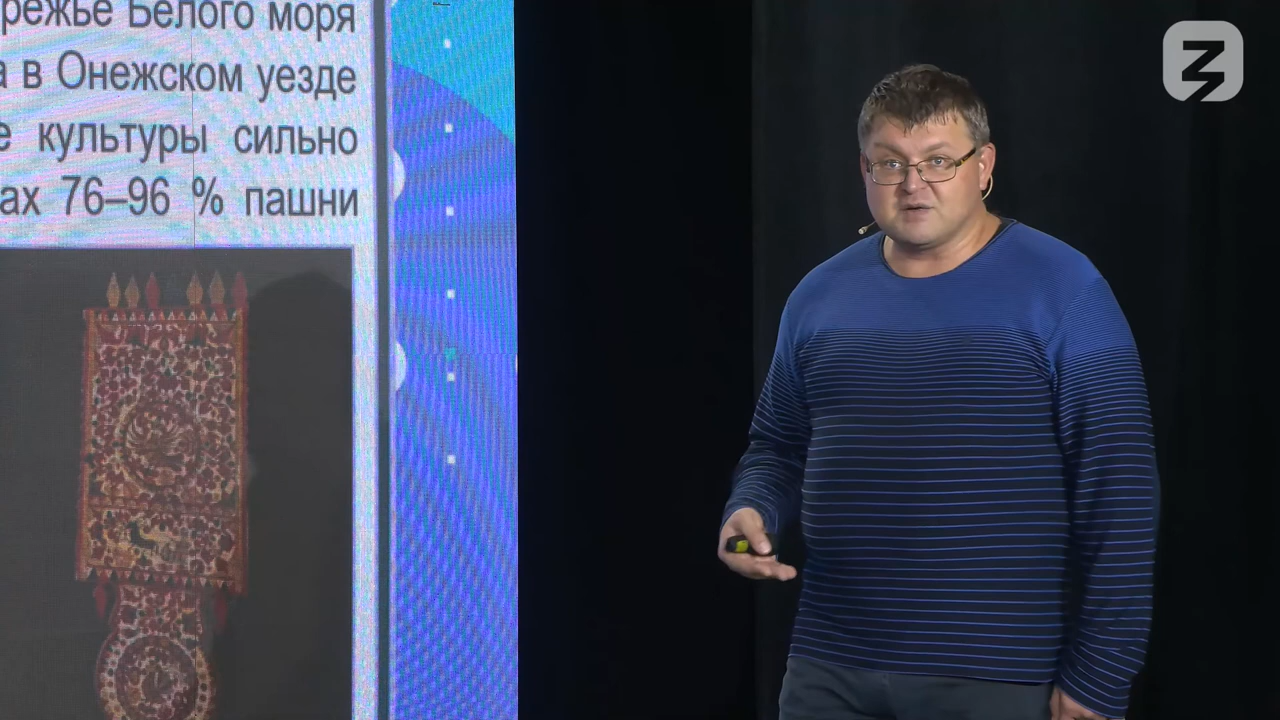 режье Белого моря
а в Онежском уезде
е культуры сильно
ах 76–96 % пашни